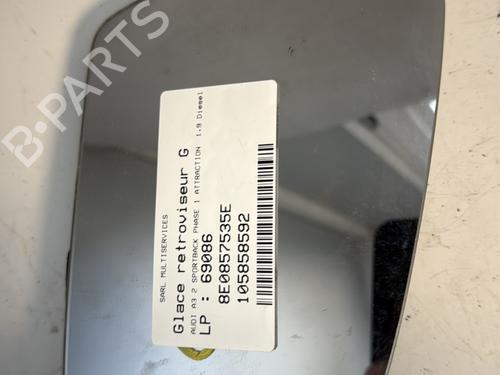 B-PARTS
SARL MULTISERVICES
Glace retroviseur G
AUDI A3 2 SPORTBACK PHASE 1 ATTRACTION 1.9 Diesel
LP : 69086
8E0857535E
105858592